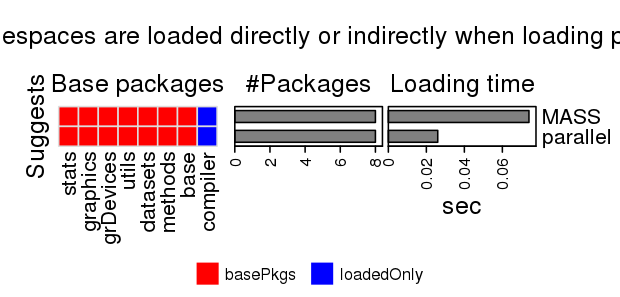 espaces are loaded directly or indirectly when loading p
Base packages #Packages Loading time
Suggests
MASS
parallel
stats graphics grDevices utils datasets methods base compiler
0 2 4 6 8
0 0.02 0.04 0.06
sec
basePkgs loadedOnly